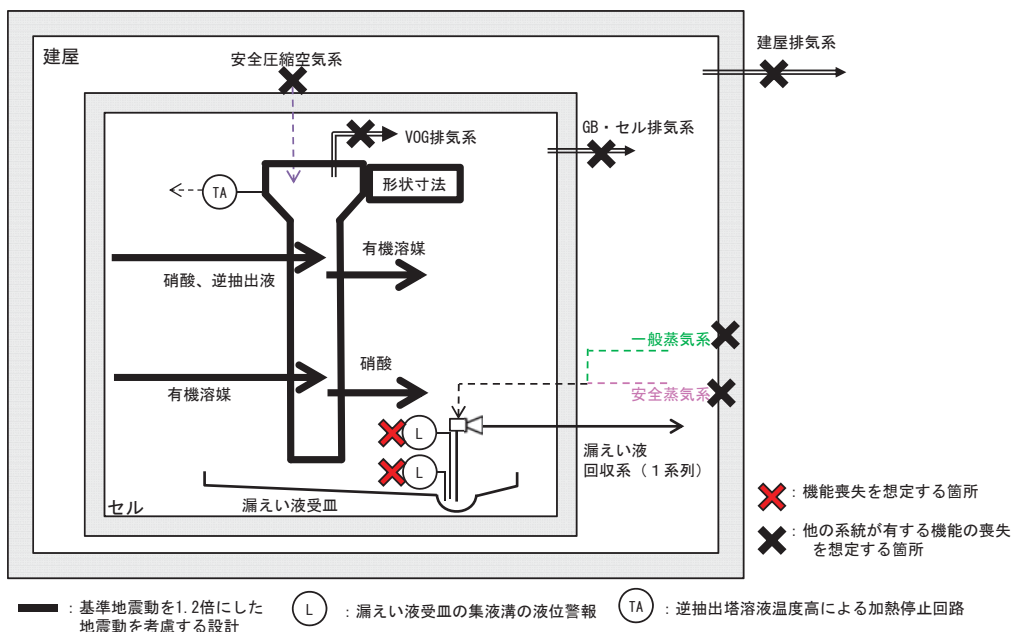 建屋
安全圧縮空気系
建屋排気系
VOG排気系
GB・セル排気系
TA
形状寸法
有機溶媒
硝酸、逆抽出液
一般蒸気系
硝酸
有機溶媒
安全蒸気系
L
漏えい液
回収系（１系列）
L
漏えい液受皿
セル
：機能喪失を想定する箇所
：他の系統が有する機能の喪失
を想定する箇所
：基準地震動を1.2倍にした
地震動を考慮する設計
L
：漏えい液受皿の集液溝の液位警報
TA
：逆抽出塔溶液温度高による加熱停止回路